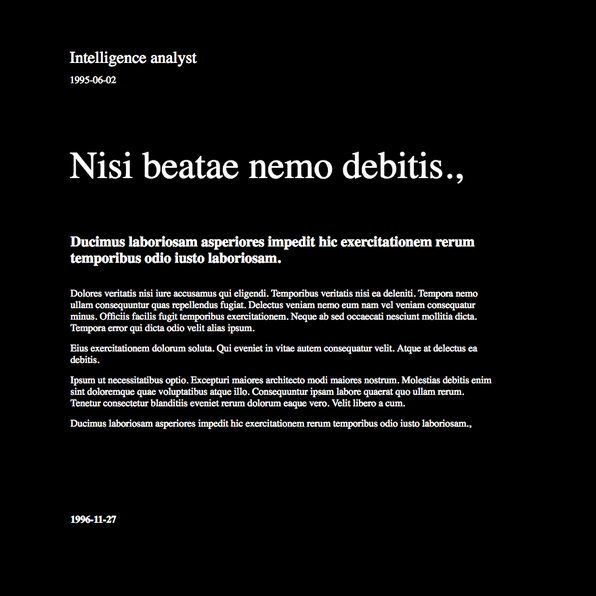 Intelligence analyst
1995-06-02
Nisi beatae nemo debitis.,
Ducimus laboriosam asperiores impedit hic exercitationem rerum
temporibus odio iusto laboriosam.
Dolores veritatis nisi iure accusamus qui eligendi. Temporibus veritatis nisi ea deleniti. Tempora nemo
ullam consequuntur quas repellendus fugiat. Delectus veniam nemo eum nam vel veniam consequatur
minus. Officiis facilis fugit temporibus exercitationem. Neque ab sed occaecati nesciunt mollitia dicta.
Tempora error qui dicta odio velit alias ipsum.
Eius exercitationem dolorum soluta. Qui eveniet in vitae autem consequatur velit. Atque at delectus ea
debitis.
Ipsum ut necessitatibus optio. Excepturi maiores architecto modi maiores nostrum. Molestias debitis enim
sint doloremque quae voluptatibus atque illo. Consequuntur ipsam labore quaerat quo ullam rerum.
Tenetur consectetur blanditiis eveniet rerum dolorum eaque vero. Velit libero a cum.
Ducimus laboriosam asperiores impedit hic exercitationem rerum temporibus odio iusto laboriosam.,
1996-11-27